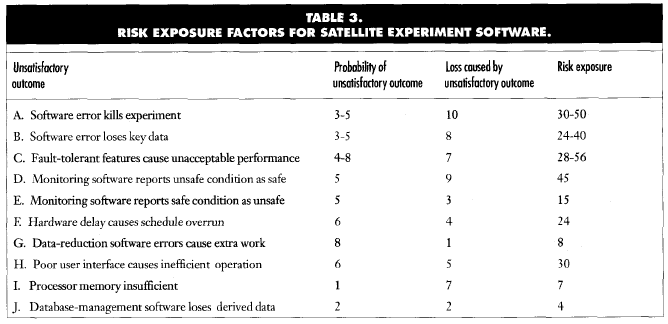 TABLE 3.
RISK EXPOSURE FACTORS FOR SATELLITE EXPERIMENT SOFTWARE.
Unsatisfactory outcome Probability of unsatisfactory outcome Loss caused by unsatisfactory outcome Risk exposure
A. Software error kills experiment 3-5 10 30-50
B. Software error loses key data 3-5 8 24-40
C. Fault-tolerant features cause unacceptable performance 4-8 7 28-56
D. Monitoring software reports unsafe condition as safe 5 9 45
E. Monitoring software reports safe condition as unsafe 5 3 15
F. Hardware delay causes schedule overrun 6 4 24
G. Data-reduction software errors cause extra work 8 1 8
H. Poor user interface causes inefficient operation 6 5 30
I. Processor memory insufficient 1 7 7
J. Database-management software loses derived data 2 2 4